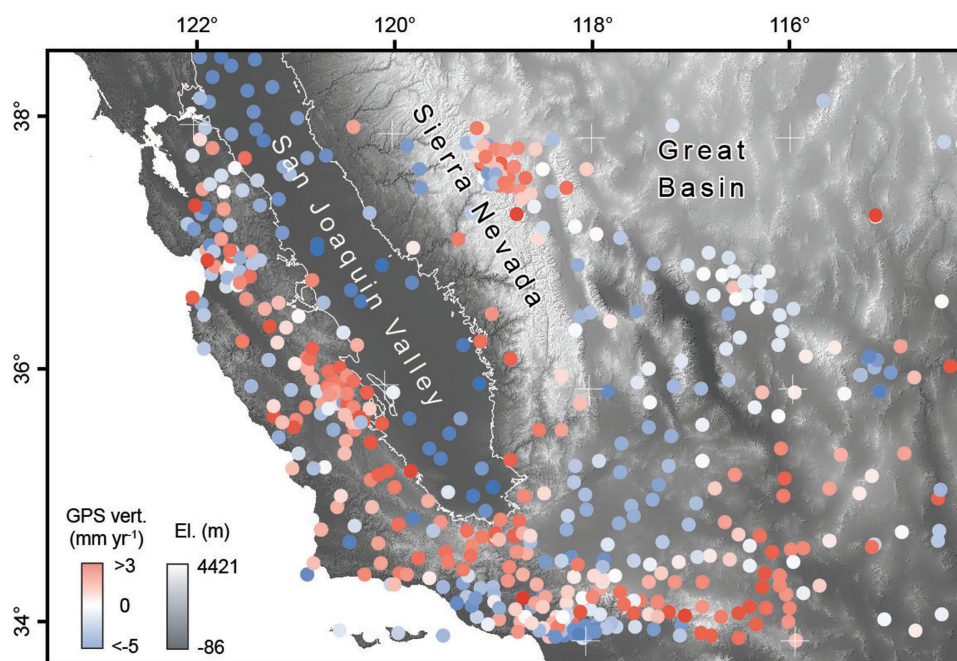 122° 120° 118° 116°
38°
36°
34°
San Joaquin Valley
Sierra Nevada
Great
Basin
GPS vert.
(mm yr⁻¹)
>3
0
<-5
El. (m)
4421
-86